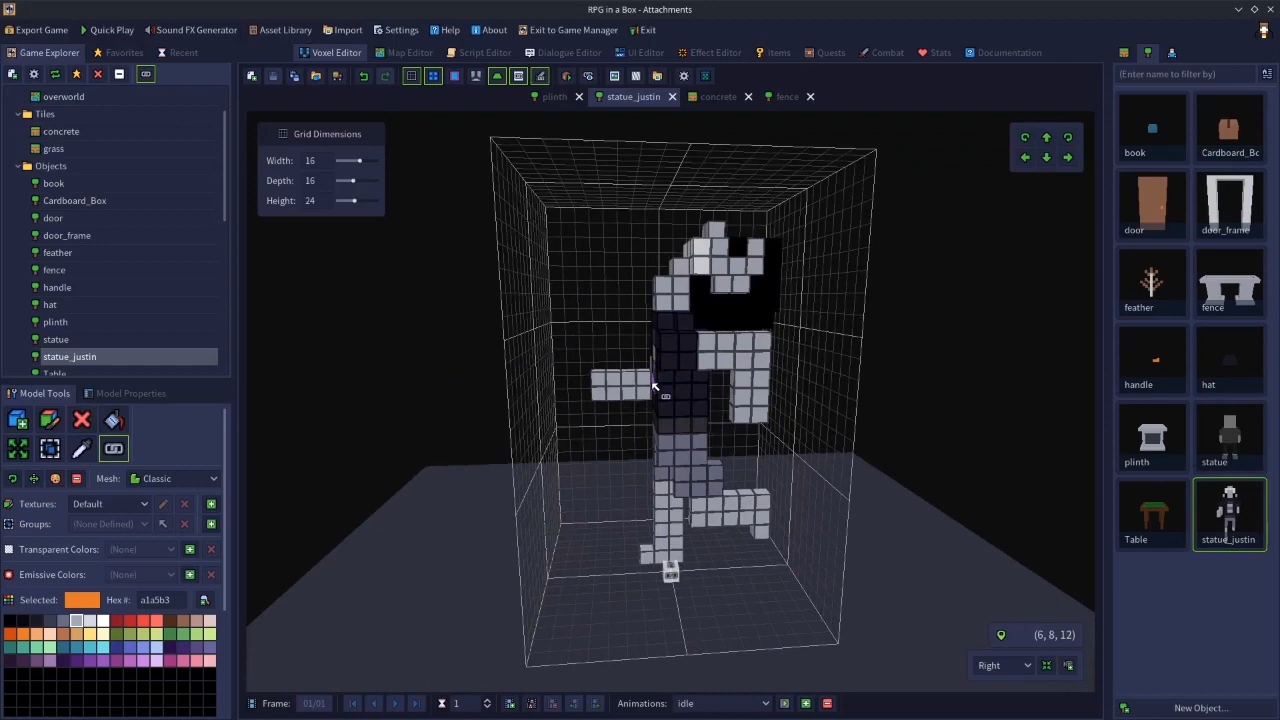 RPG in a Box - Attachments
Export Game Quick Play Sound FX Generator Asset Library Import Settings Help About Exit to Game Manager Exit
Game Explorer Favorites Recent Voxel Editor Map Editor Script Editor Dialogue Editor UI Editor Effect Editor Items Quests Combat Stats Documentation
(Enter name to filter by)
plinth statue_justin concrete fence
overworld
Tiles
concrete
grass
Objects
book
Cardboard_Box
door
door_frame
feather
fence
handle
hat
plinth
statue
statue_justin
Table
Grid Dimensions
Width: 16
Depth: 16
Height: 24
Model Tools Model Properties
Mesh: Classic
Textures: Default
Groups: (None Defined)
Transparent Colors: (None)
Emissive Colors: (None)
Selected: Hex #: a1a5b3
(6, 8, 12)
Right
Frame: 01/01 1 Animations: idle
book Cardboard_Bc
door door_frame
feather fence
handle hat
plinth statue
Table statue_justin
New Object...